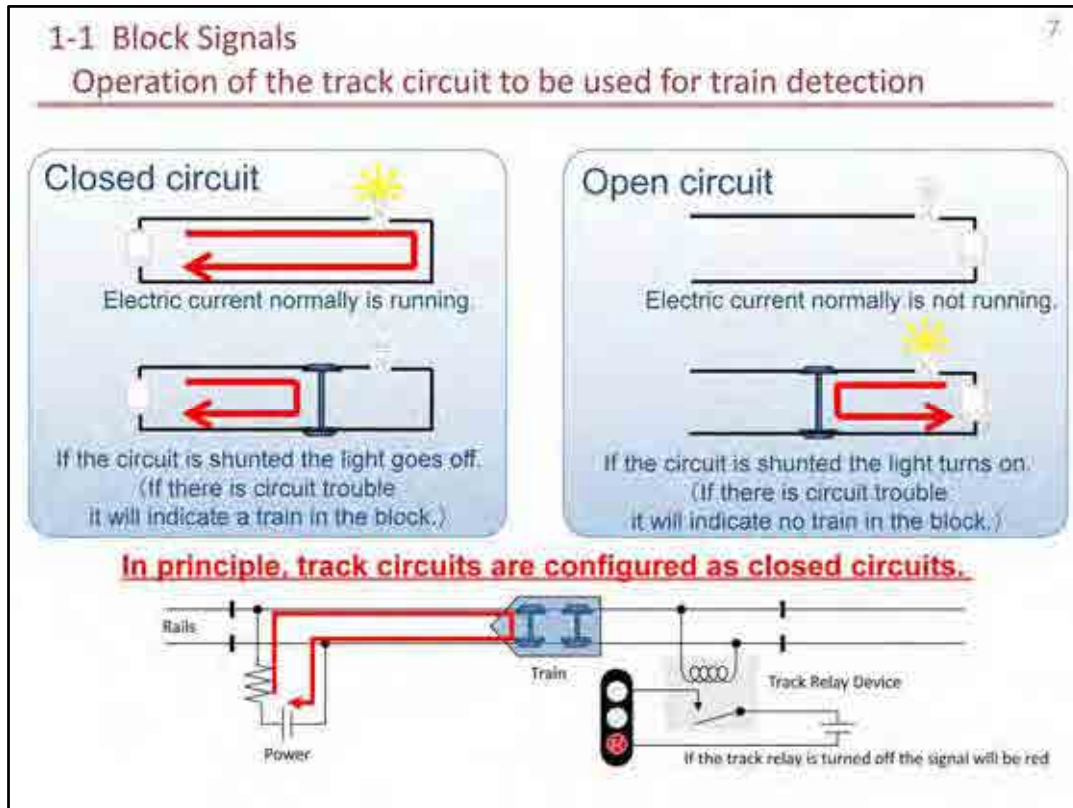 7
1-1 Block Signals
Operation of the track circuit to be used for train detection
Closed circuit
Electric current normally is running.
If the circuit is shunted the light goes off.
(If there is circuit trouble
it will indicate a train in the block.)
Open circuit
Electric current normally is not running.
If the circuit is shunted the light turns on.
(If there is circuit trouble
it will indicate no train in the block.)
In principle, track circuits are configured as closed circuits.
Rails
Train
Power
Track Relay Device
R
If the track relay is turned off the signal will be red